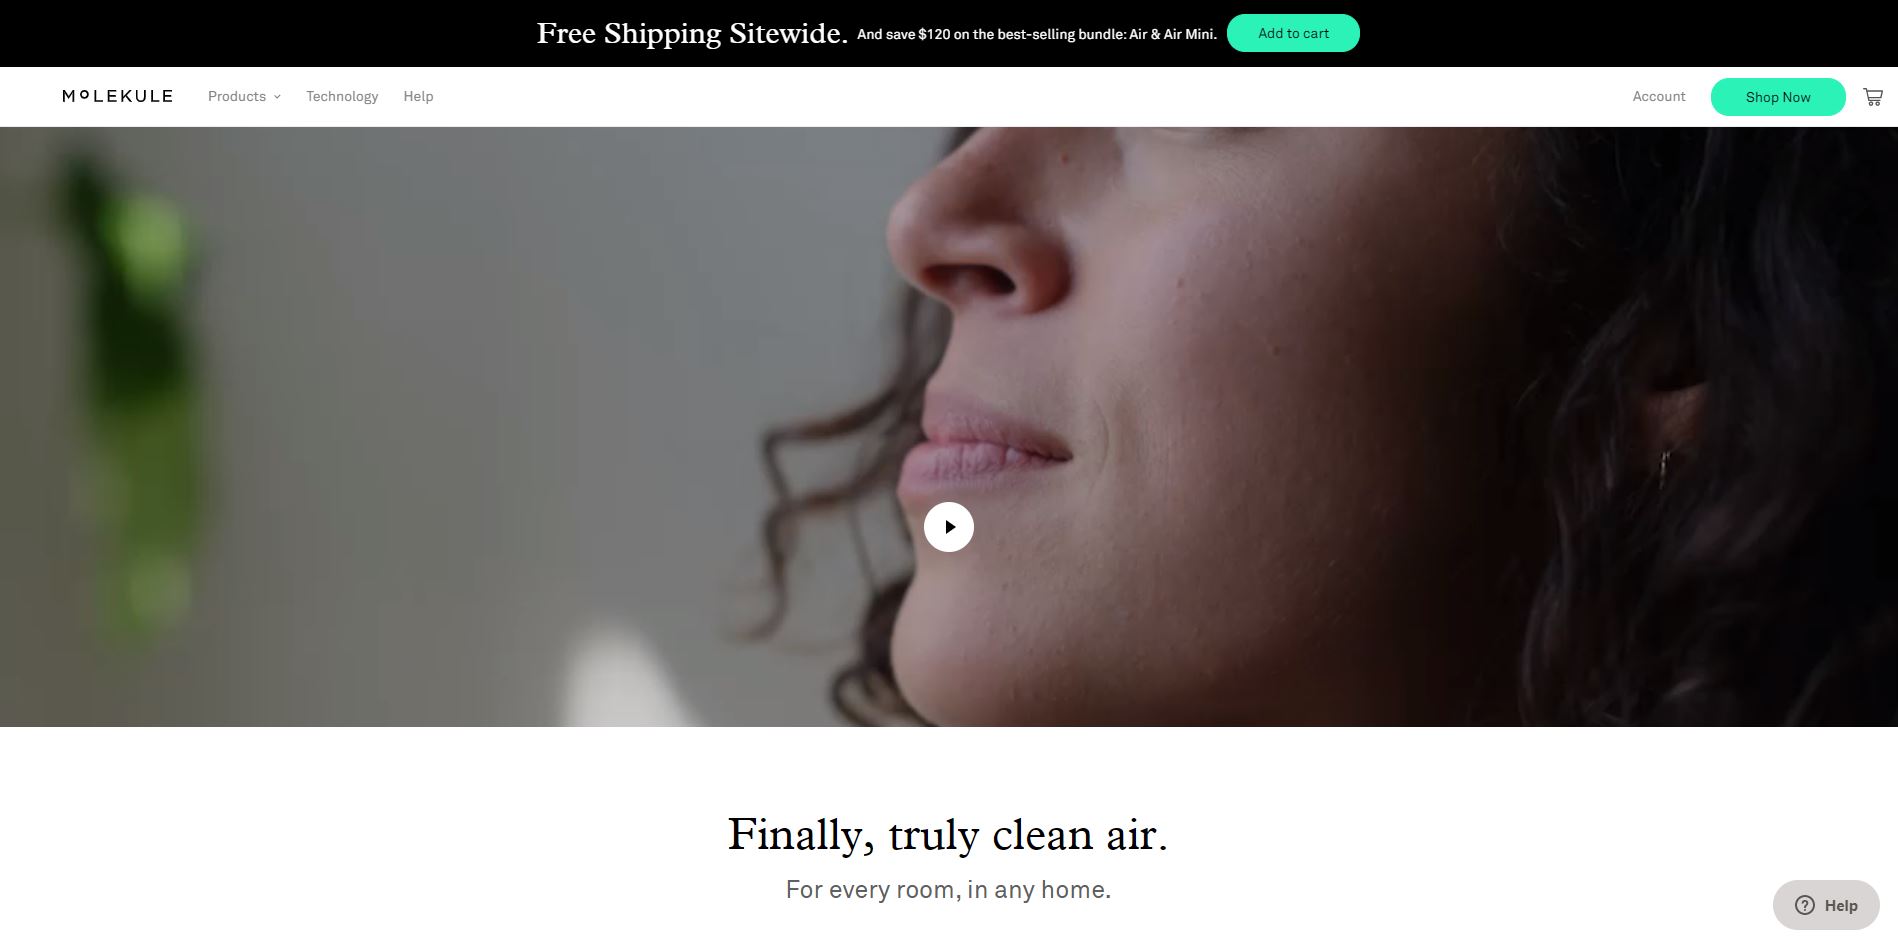 Free Shipping Sitewide. And save $120 on the best-selling bundle: Air & Air Mini. Add to cart
MOLEKULE Products Technology Help Account Shop Now
Finally, truly clean air.
For every room, in any home.
Help